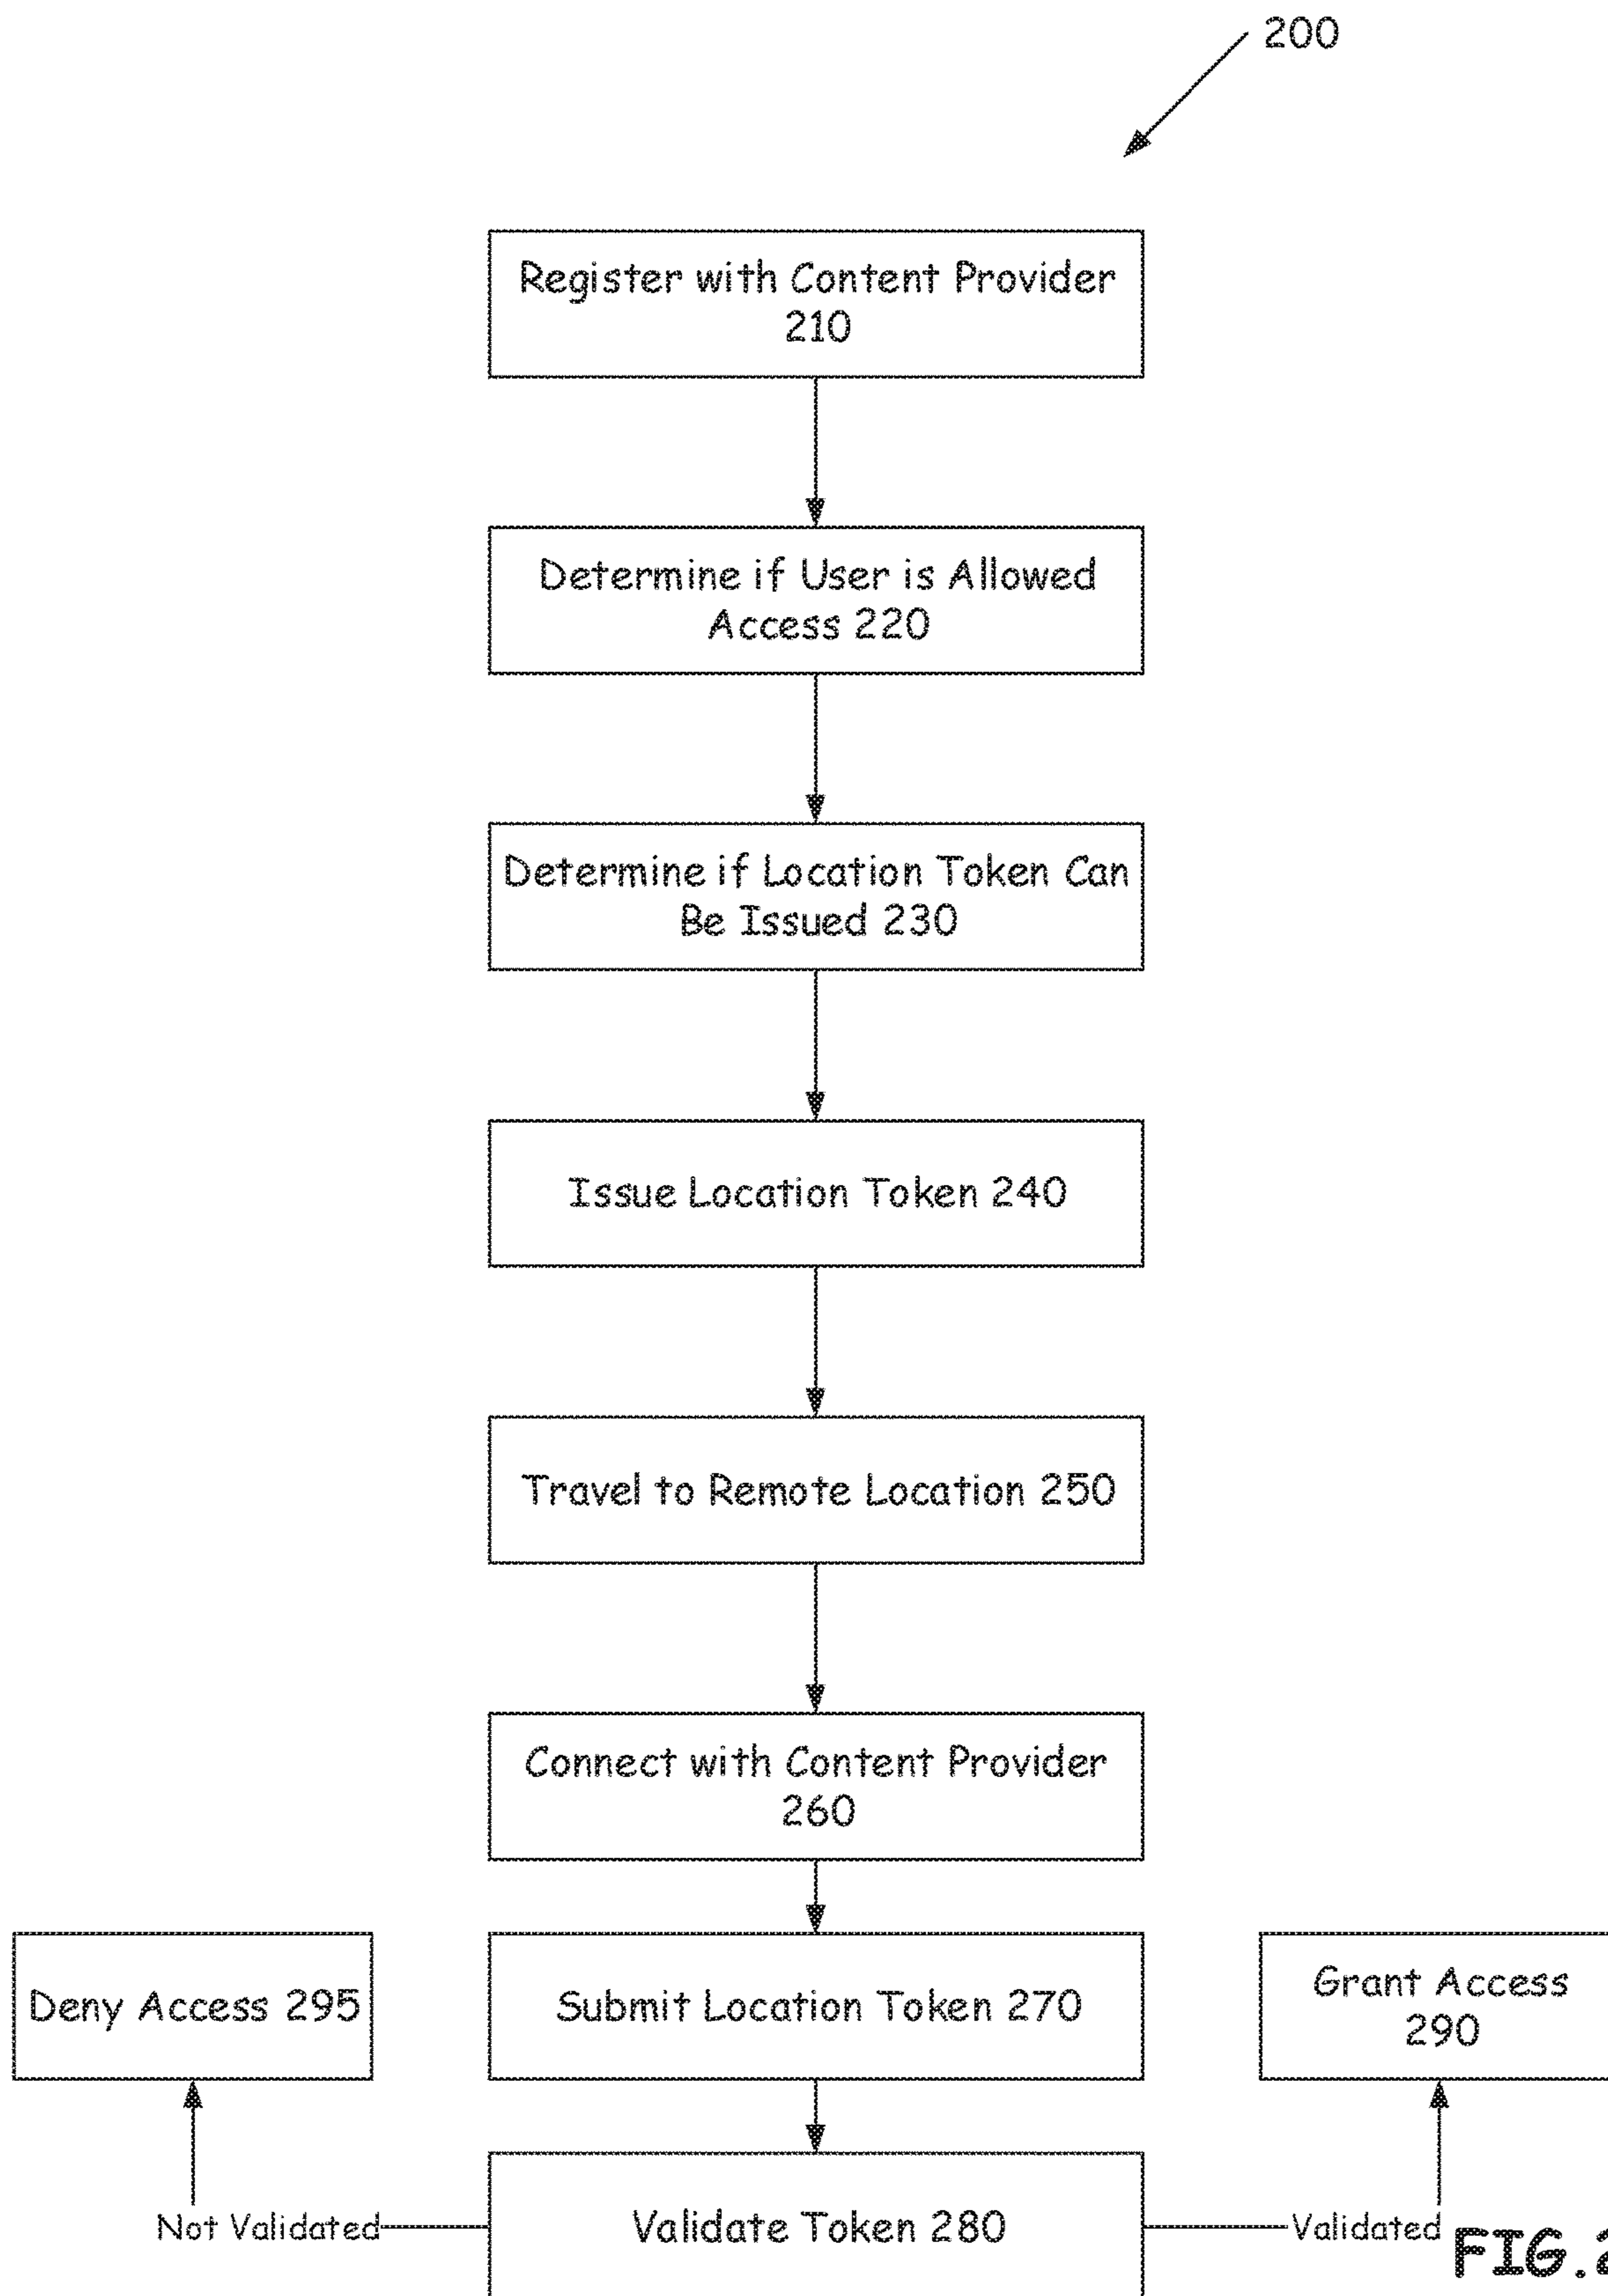 200
Register with Content Provider
210
Determine if User is Allowed
Access 220
Determine if Location Token Can
Be Issued 230
Issue Location Token 240
Travel to Remote Location 250
Connect with Content Provider
260
Deny Access 295
Submit Location Token 270
Grant Access
290
Not Validated
Validate Token 280
Validated
FIG.2